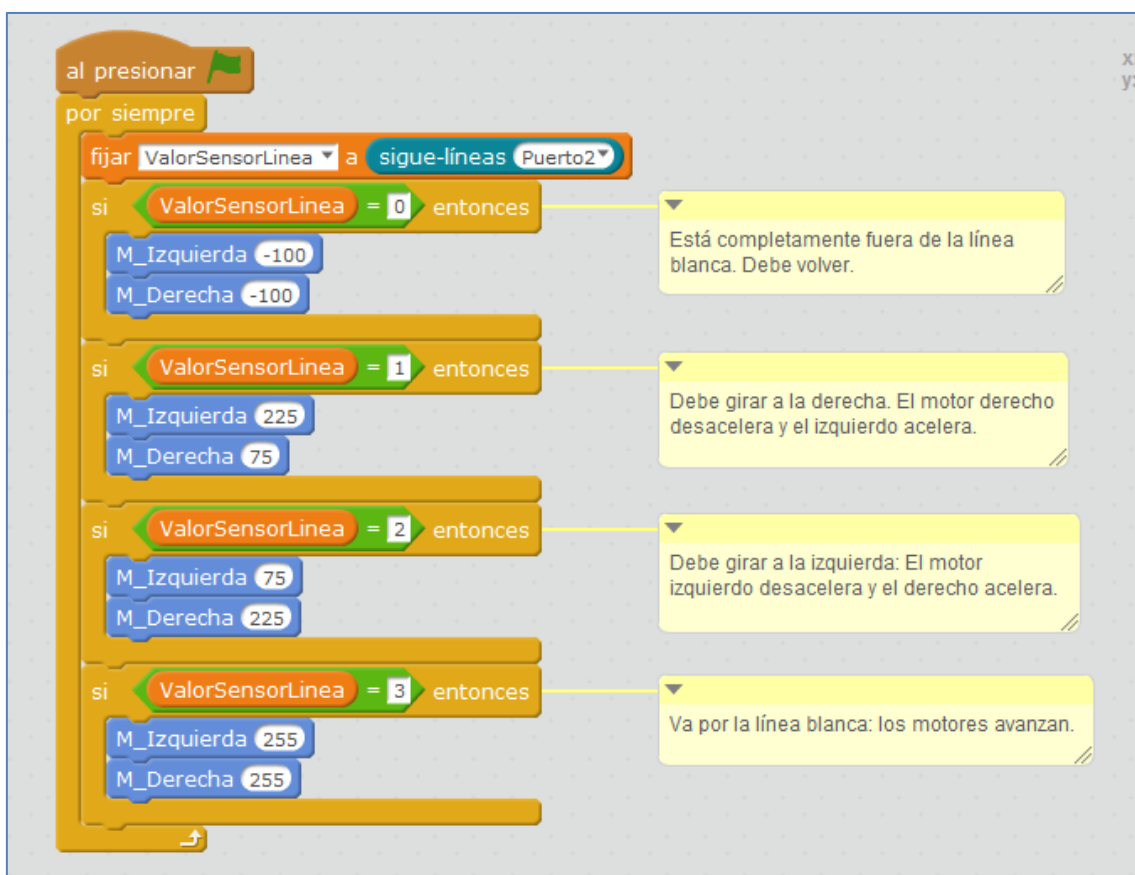 al presionar
por siempre
fijar ValorSensorLinea a sigue-líneas Puerto2
si ValorSensorLinea = 0 entonces
M_Izquierda -100
M_Derecha -100
Está completamente fuera de la línea
blanca. Debe volver.
si ValorSensorLinea = 1 entonces
M_Izquierda 225
M_Derecha 75
Debe girar a la derecha. El motor derecho
desacelera y el izquierdo acelera.
si ValorSensorLinea = 2 entonces
M_Izquierda 75
M_Derecha 225
Debe girar a la izquierda: El motor
izquierdo desacelera y el derecho acelera.
si ValorSensorLinea = 3 entonces
M_Izquierda 255
M_Derecha 255
Va por la línea blanca: los motores avanzan.
x:
y: